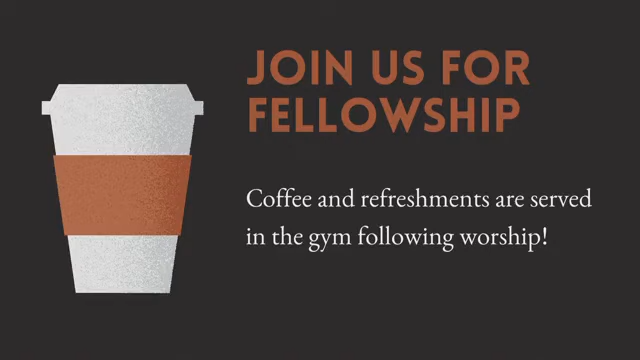 JOIN US FOR
FELLOWSHIP
Coffee and refreshments are served
in the gym following worship!